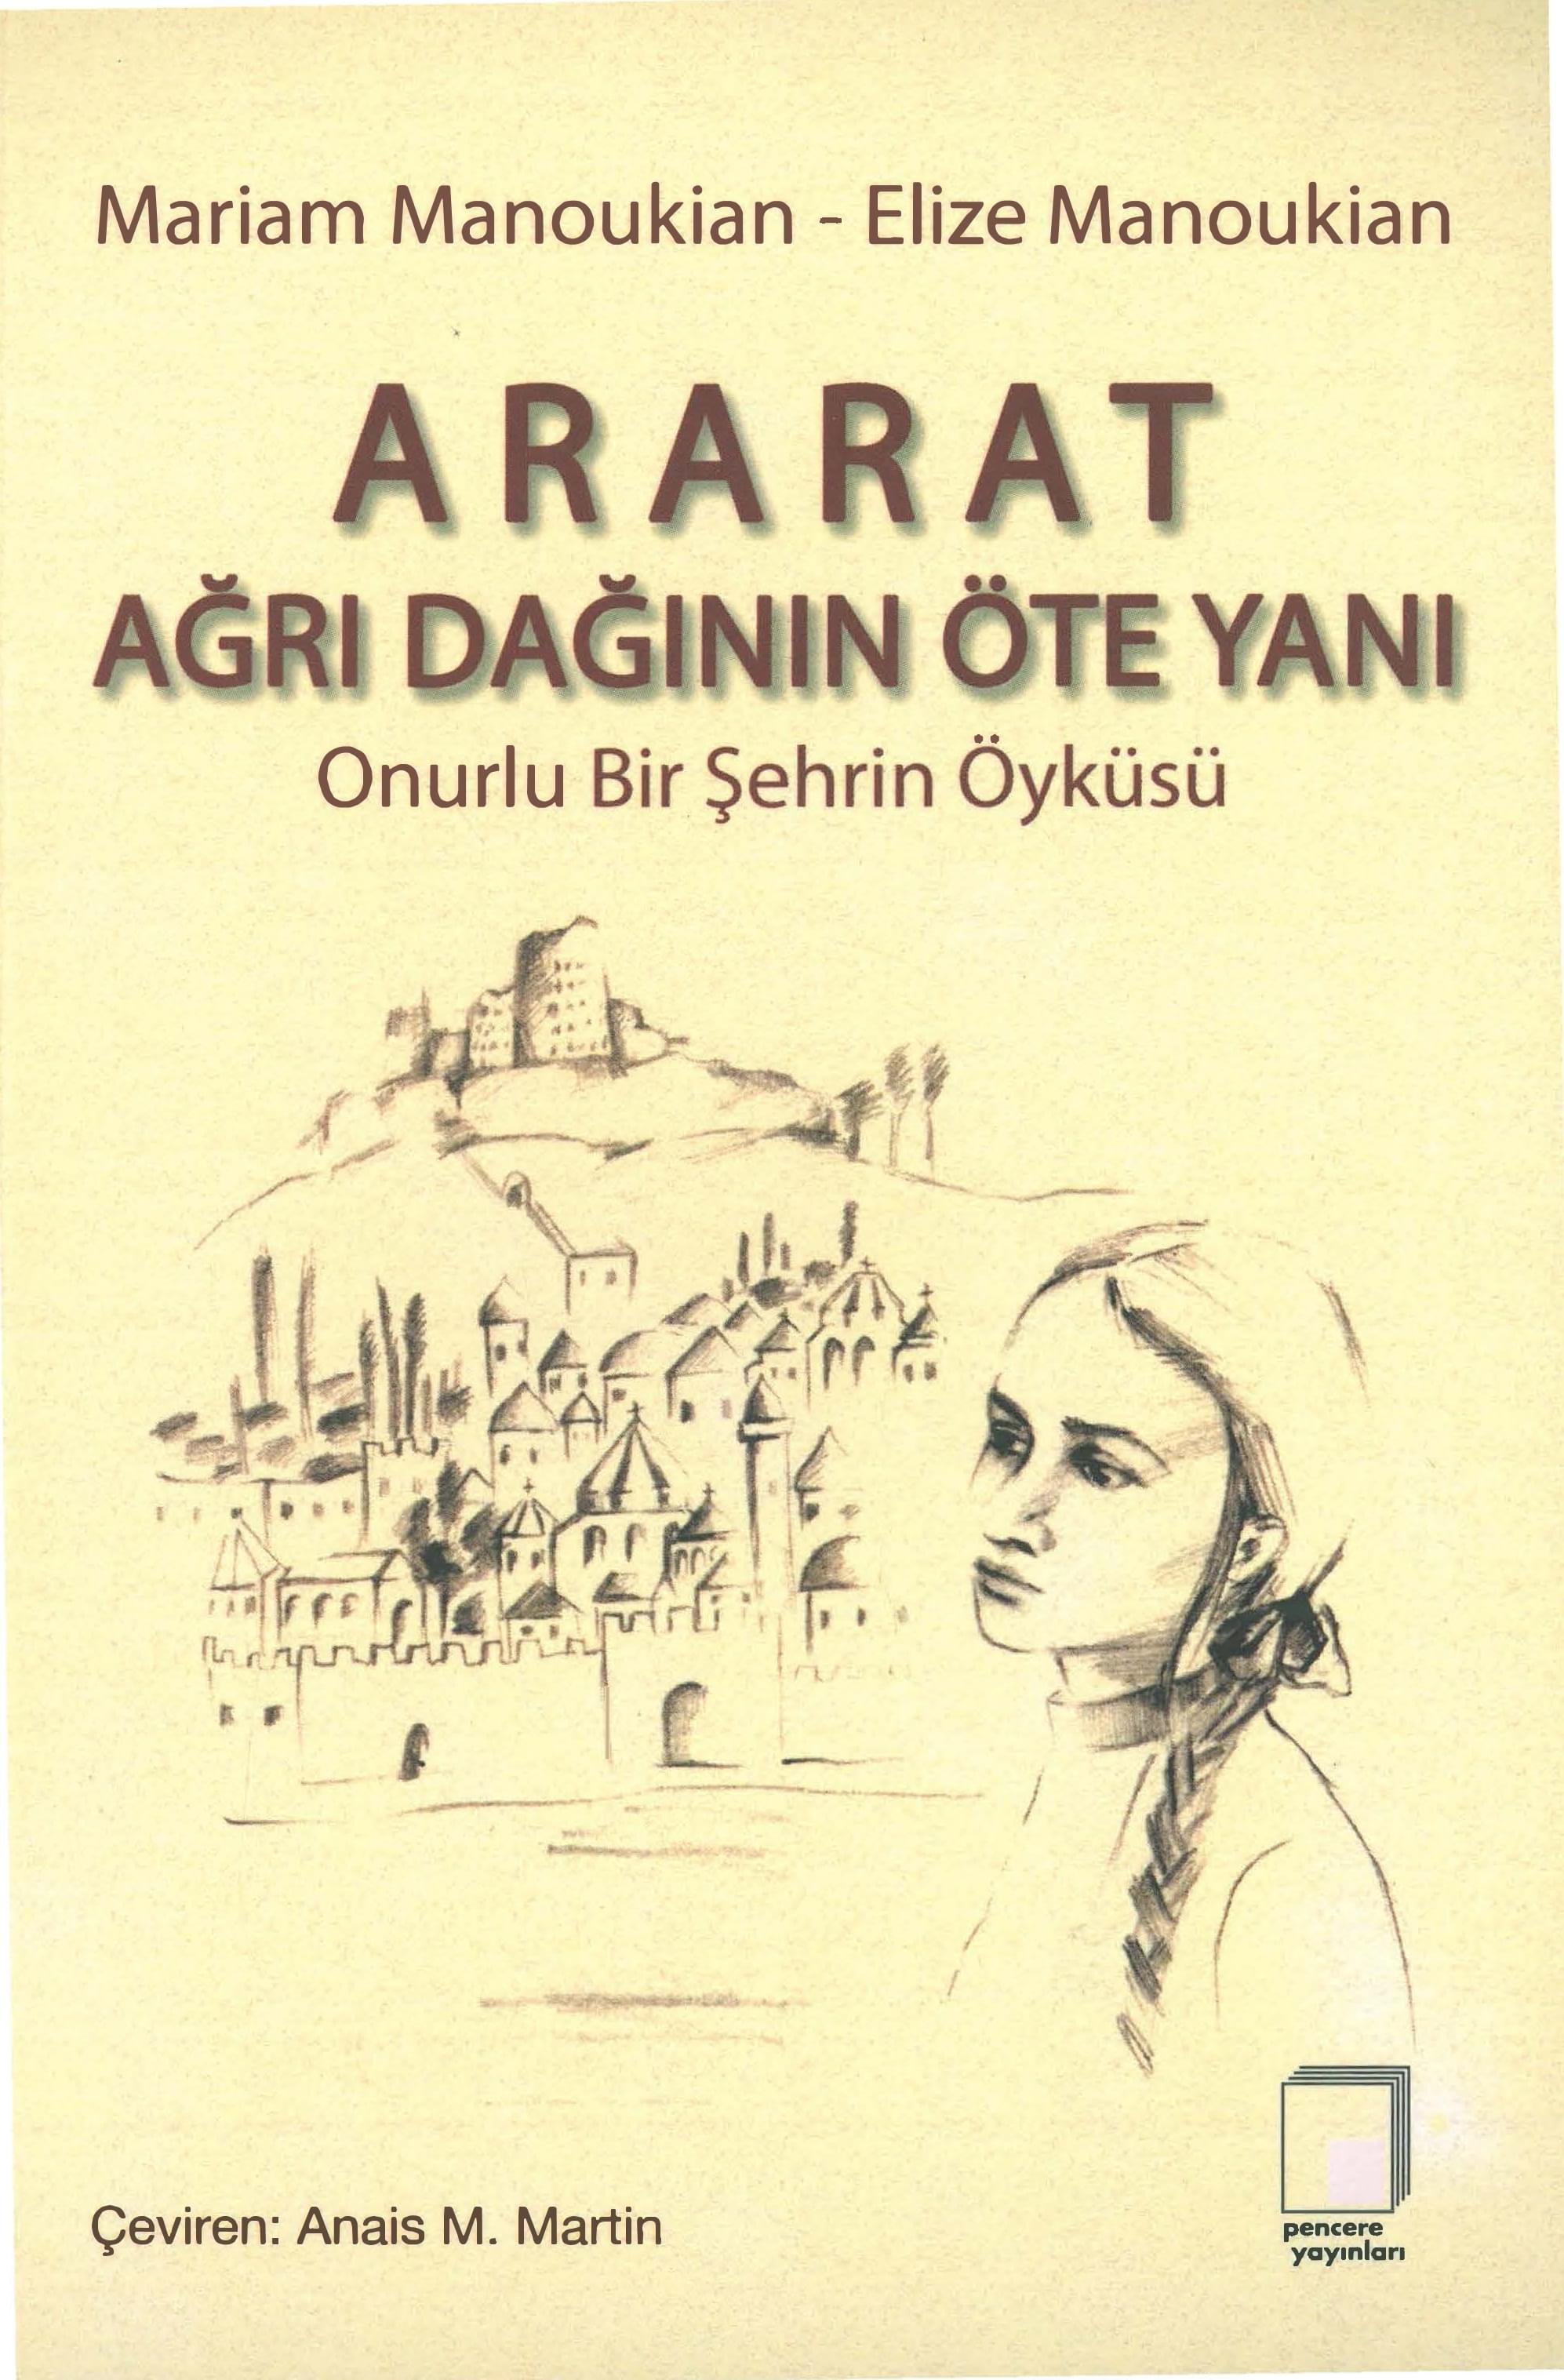 Mariam Manoukian - Elize Manoukian
ARARAT
AĞRI DAĞININ ÖTE YANI
Onurlu Bir Şehrin Öyküsü
Çeviren: Anais M. Martin
pencere
yayınları